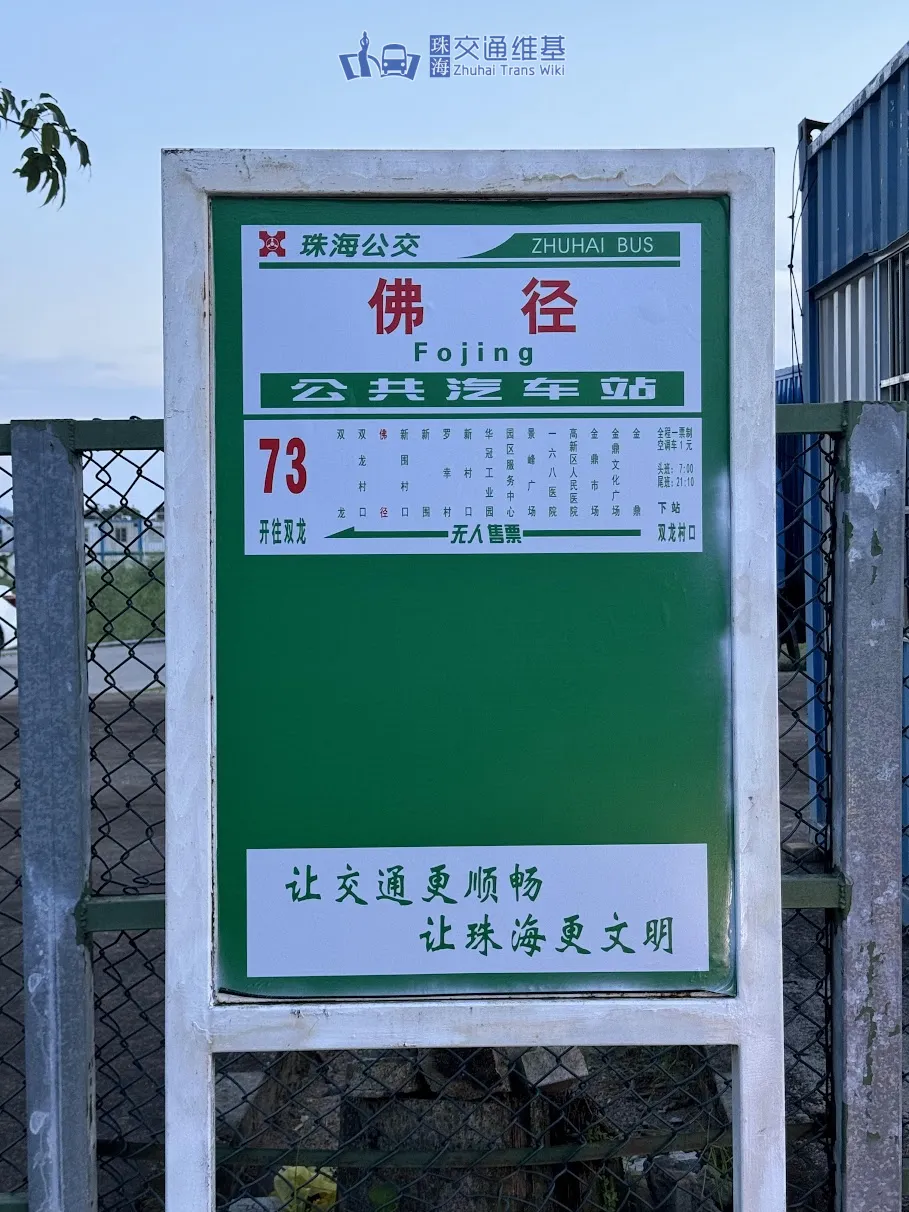 珠海 交通维基
Zhuhai Trans Wiki
珠海公交
ZHUHAI BUS
佛径
Fojing
公共汽车站
73
开往双龙
双龙
双龙村口
佛径
新围村口
新围
罗幸村
新村口
华冠工业园
园区服务中心
景峰广场
一六八医院
高新区人民医院
金鼎市场
金鼎文化广场
金鼎
无人售票
全程一票制
空调车1元
头班: 7:00
尾班: 21:10
下站
双龙村口
让交通更顺畅
让珠海更文明